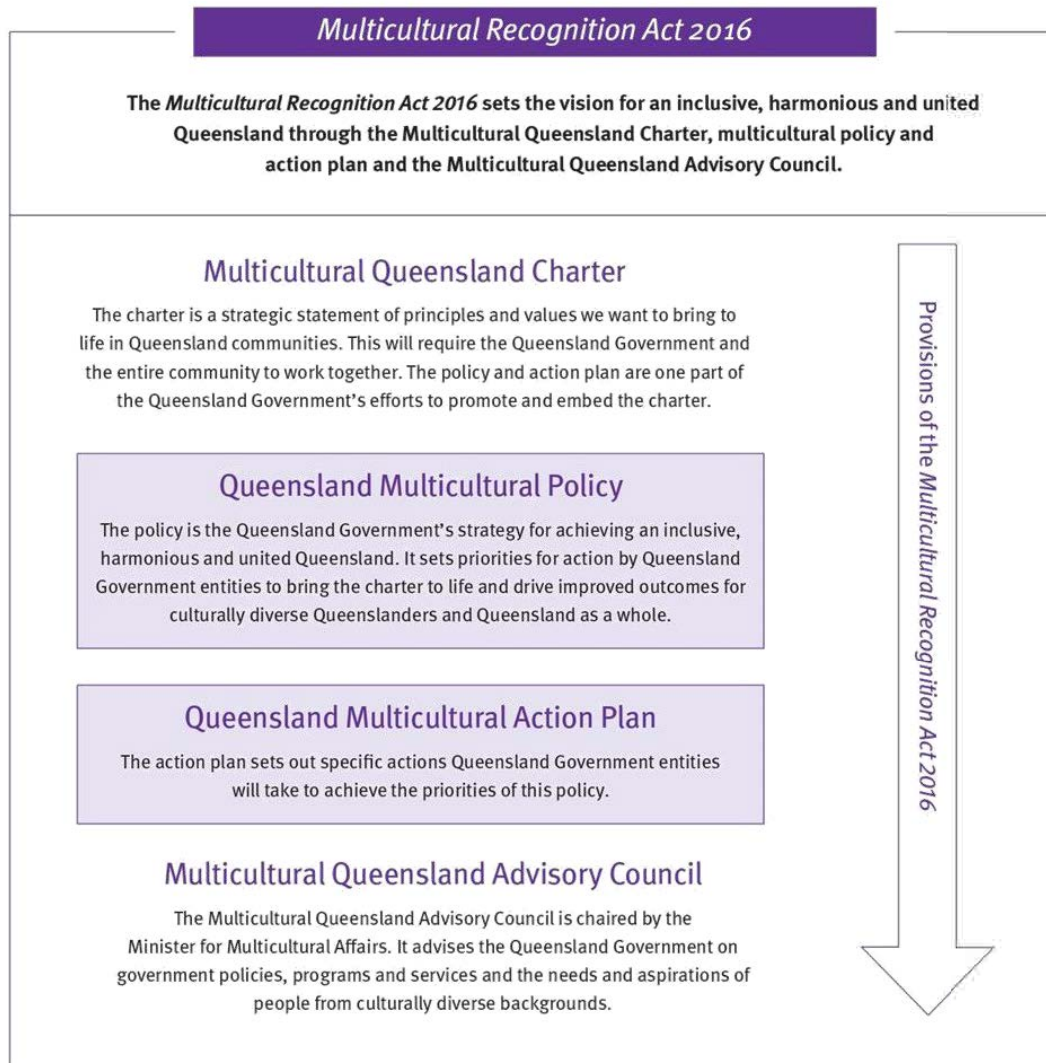 Multicultural Recognition Act 2016
The Multicultural Recognition Act 2016 sets the vision for an inclusive, harmonious and united
Queensland through the Multicultural Queensland Charter, multicultural policy and
action plan and the Multicultural Queensland Advisory Council.
Multicultural Queensland Charter
The charter is a strategic statement of principles and values we want to bring to
life in Queensland communities. This will require the Queensland Government and
the entire community to work together. The policy and action plan are one part of
the Queensland Government’s efforts to promote and embed the charter.
Queensland Multicultural Policy
The policy is the Queensland Government’s strategy for achieving an inclusive,
harmonious and united Queensland. It sets priorities for action by Queensland
Government entities to bring the charter to life and drive improved outcomes for
culturally diverse Queenslanders and Queensland as a whole.
Queensland Multicultural Action Plan
The action plan sets out specific actions Queensland Government entities
will take to achieve the priorities of this policy.
Multicultural Queensland Advisory Council
The Multicultural Queensland Advisory Council is chaired by the
Minister for Multicultural Affairs. It advises the Queensland Government on
government policies, programs and services and the needs and aspirations of
people from culturally diverse backgrounds.
Provisions of the Multicultural Recognition Act 2016